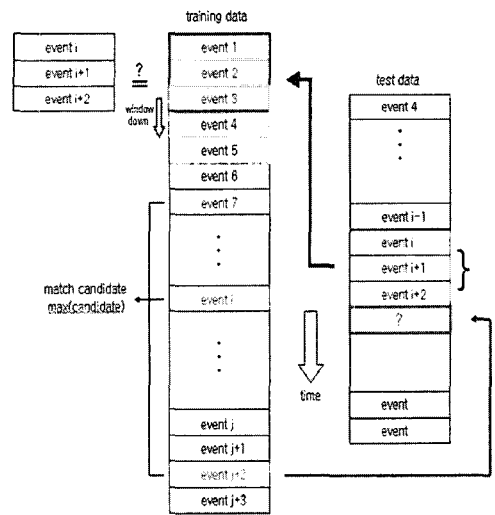 training data
event i
event i+1
event i+2
?
=
window
down
event 1
event 2
event 3
event 4
event 5
event 6
event 7
event i
event j
event j+1
event j+2
event j+3
match candidate
max(candidate)
time
test data
event 4
event i-1
event i
event i+1
event i+2
?
event
event